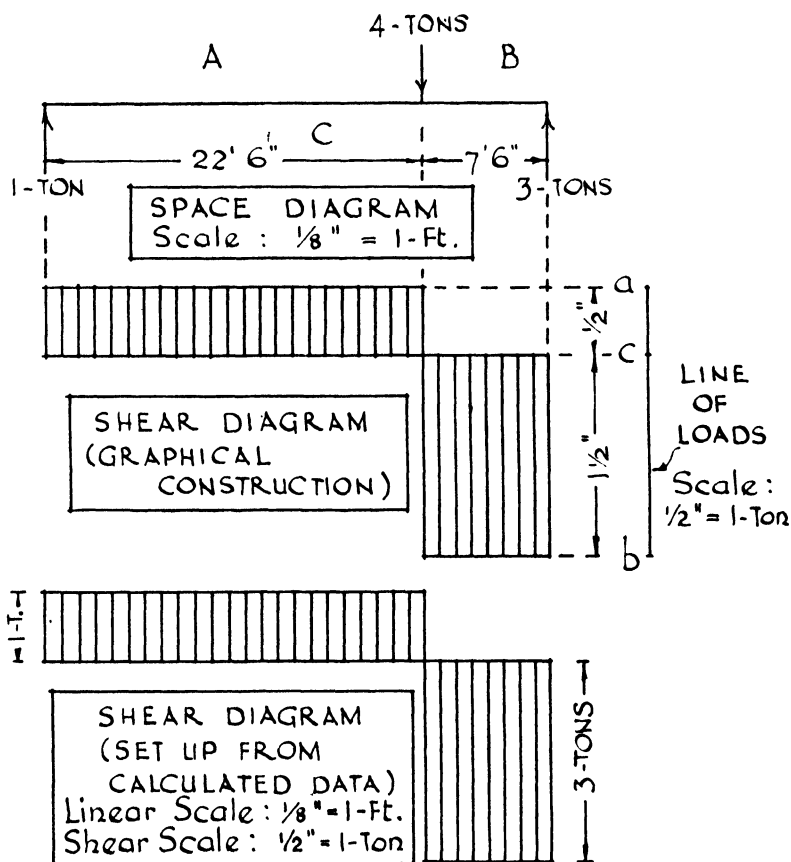 4-TONS
A
B
C
22' 6"
7'6"
1-TON
3-TONS
SPACE DIAGRAM
Scale : 1/8" = 1-Ft.
a
1/2"
c
SHEAR DIAGRAM
(GRAPHICAL
CONSTRUCTION)
1 1/2"
LINE
OF
LOADS
Scale:
1/2" = 1-Ton
b
1-T.
SHEAR DIAGRAM
(SET UP FROM
CALCULATED DATA)
Linear Scale : 1/8" = 1-Ft.
Shear Scale : 1/2" = 1-Ton
3-TONS